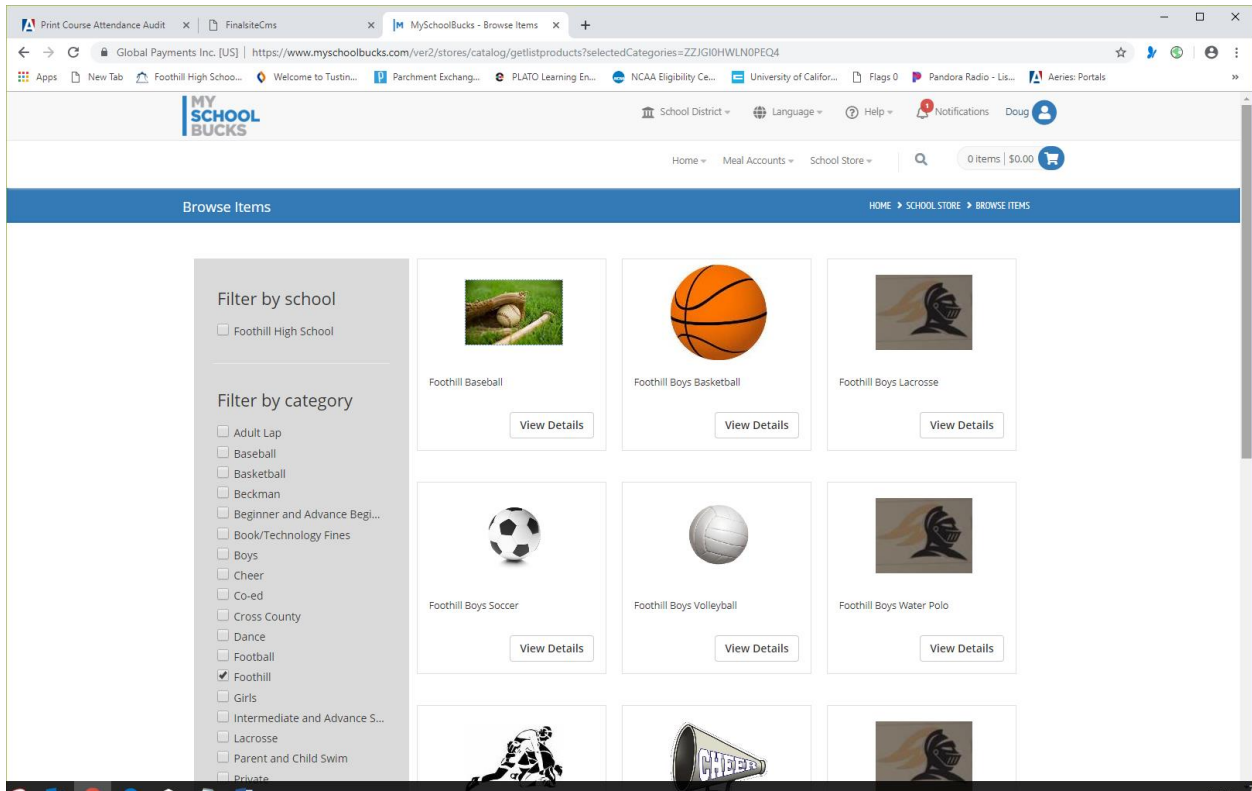 Print Course Attendance Audit
FinalsiteCms
MySchoolBucks - Browse Items
Global Payments Inc. [US] | https://www.myschoolbucks.com/ver2/stores/catalog/getlistproducts?selectedCategories=ZZJGI0HWLN0PEQ4
Apps New Tab Foothill High Schoo... Welcome to Tustin... Parchment Exchang... PLATO Learning En... NCAA Eligibility Ce... University of Califor... Flags 0 Pandora Radio - Lis... Aeries: Portals »
MY
SCHOOL
BUCKS
School District Language Help 1 Notifications Doug
Home Meal Accounts School Store 0 items | $0.00
Browse Items
HOME > SCHOOL STORE > BROWSE ITEMS
Filter by school
Foothill High School
Filter by category
Adult Lap
Baseball
Basketball
Beckman
Beginner and Advance Begi...
Book/Technology Fines
Boys
Cheer
Co-ed
Cross County
Dance
Football
Foothill
Girls
Intermediate and Advance S...
Lacrosse
Parent and Child Swim
Private
Foothill Baseball
View Details
Foothill Boys Basketball
View Details
Foothill Boys Lacrosse
View Details
Foothill Boys Soccer
View Details
Foothill Boys Volleyball
View Details
Foothill Boys Water Polo
View Details
CHEER